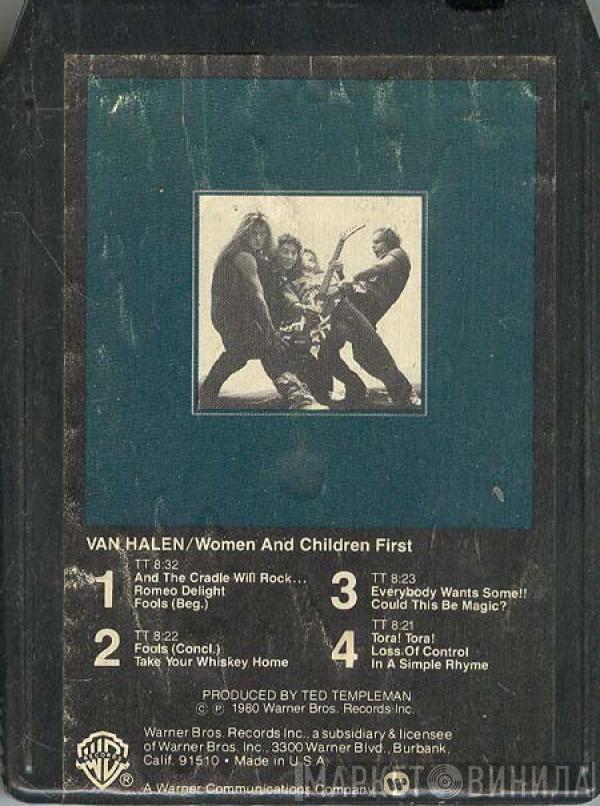 VAN HALEN/Women And Children First
1
TT 8:32
And The Cradle Will Rock...
Romeo Delight
Fools (Beg.)
2
TT 8:22
Fools (Concl.)
Take Your Whiskey Home
3
TT 8:23
Everybody Wants Some!!
Could This Be Magic?
4
TT 8:21
Tora! Tora!
Loss Of Control
In A Simple Rhyme
PRODUCED BY TED TEMPLEMAN
© ℗ 1980 Warner Bros. Records Inc.
Warner Bros. Records Inc., a subsidiary & licensee
of Warner Bros. Inc., 3300 Warner Blvd., Burbank,
Calif. 91510 • Made in U.S.A.
RECORDS
®
A Warner Communications Company
МАРКЕТ ВИНИЛА